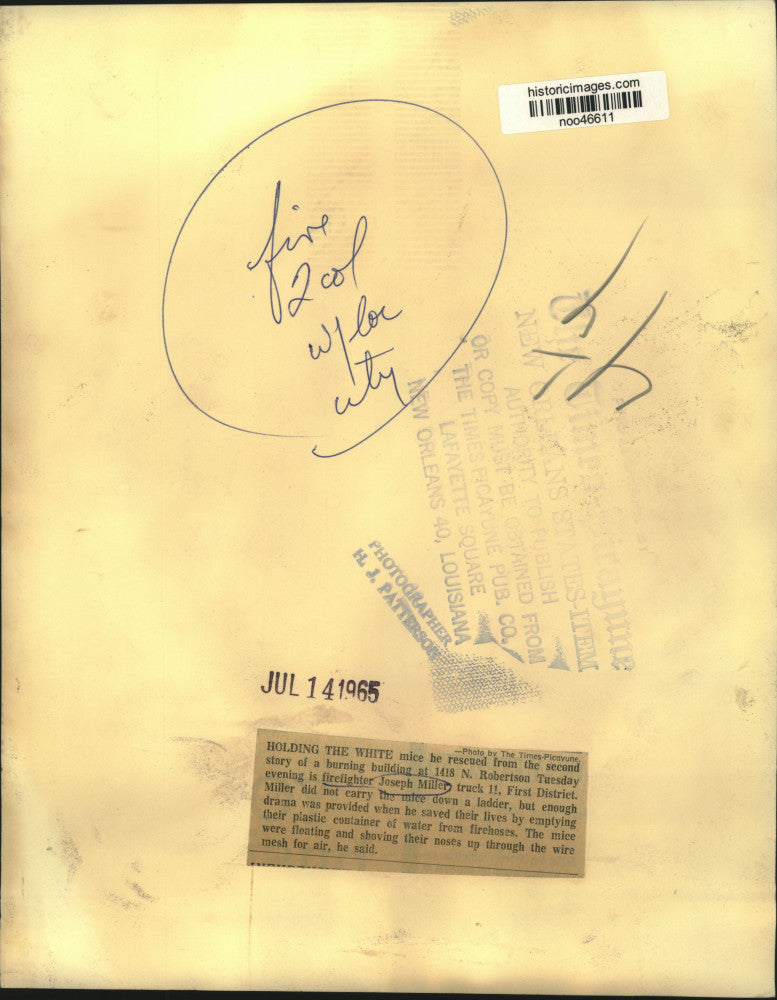 historicimages.com
noo46611
fire
2 col
w/loc
city
The Times-Picayune
NEW ORLEANS STATES-ITEM
AUTHORITY TO PUBLISH
OR COPY MUST BE OBTAINED FROM
THE TIMES-PICAYUNE PUB. CO.
LAFAYETTE SQUARE
NEW ORLEANS 40, LOUISIANA
PHOTOGRAPHER
H. J. PATTERSON
JUL 14 1965
—Photo by The Times-Picayune.
HOLDING THE WHITE mice he rescued from the second
story of a burning building at 1418 N. Robertson Tuesday
evening is firefighter Joseph Miller, truck 11, First District.
Miller did not carry the mice down a ladder, but enough
drama was provided when he saved their lives by emptying
their plastic container of water from firehoses. The mice
were floating and shoving their noses up through the wire
mesh for air, he said.